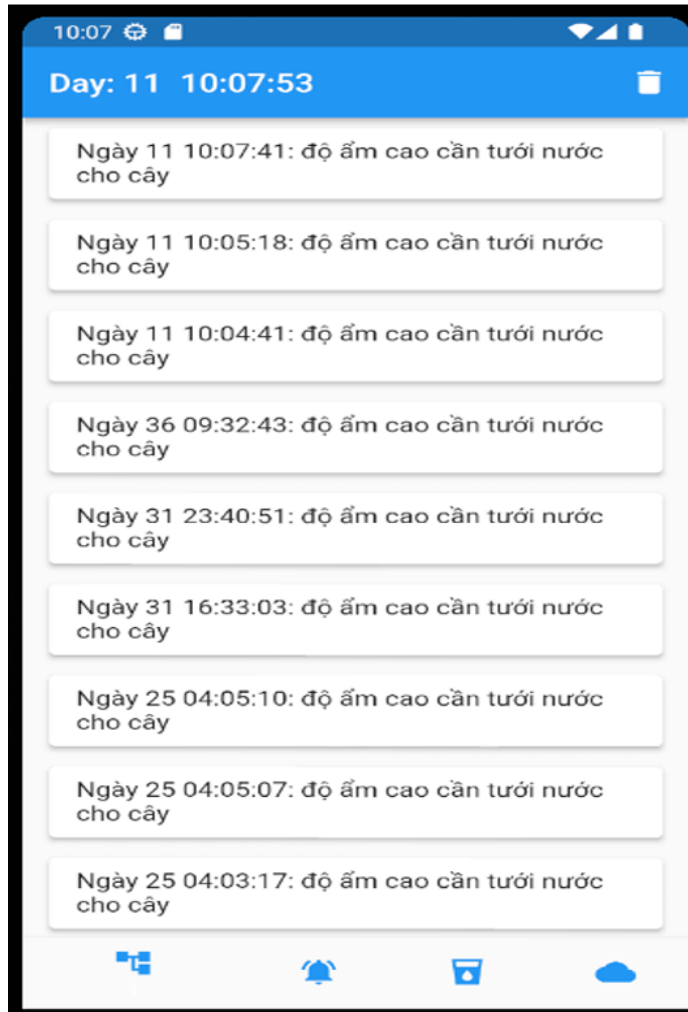 10:07
Day: 11 10:07:53
Ngày 11 10:07:41: độ ẩm cao cần tưới nước
cho cây
Ngày 11 10:05:18: độ ẩm cao cần tưới nước
cho cây
Ngày 11 10:04:41: độ ẩm cao cần tưới nước
cho cây
Ngày 36 09:32:43: độ ẩm cao cần tưới nước
cho cây
Ngày 31 23:40:51: độ ẩm cao cần tưới nước
cho cây
Ngày 31 16:33:03: độ ẩm cao cần tưới nước
cho cây
Ngày 25 04:05:10: độ ẩm cao cần tưới nước
cho cây
Ngày 25 04:05:07: độ ẩm cao cần tưới nước
cho cây
Ngày 25 04:03:17: độ ẩm cao cần tưới nước
cho cây